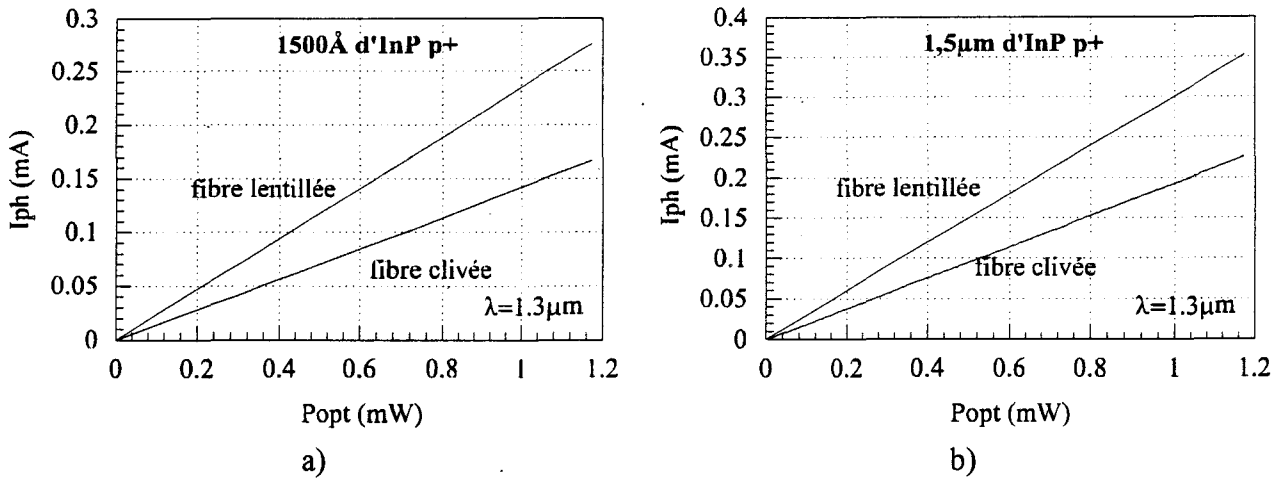 1500Å d'InP p+
0.3
0.25
0.2
0.15
0.1
0.05
0
Iph (mA)
fibre lentillée
fibre clivée
λ=1.3µm
0 0.2 0.4 0.6 0.8 1 1.2
Popt (mW)
a)
1,5µm d'InP p+
0.4
0.35
0.3
0.25
0.2
0.15
0.1
0.05
0
Iph (mA)
fibre lentillée
fibre clivée
λ=1.3µm
0 0.2 0.4 0.6 0.8 1 1.2
Popt (mW)
b)